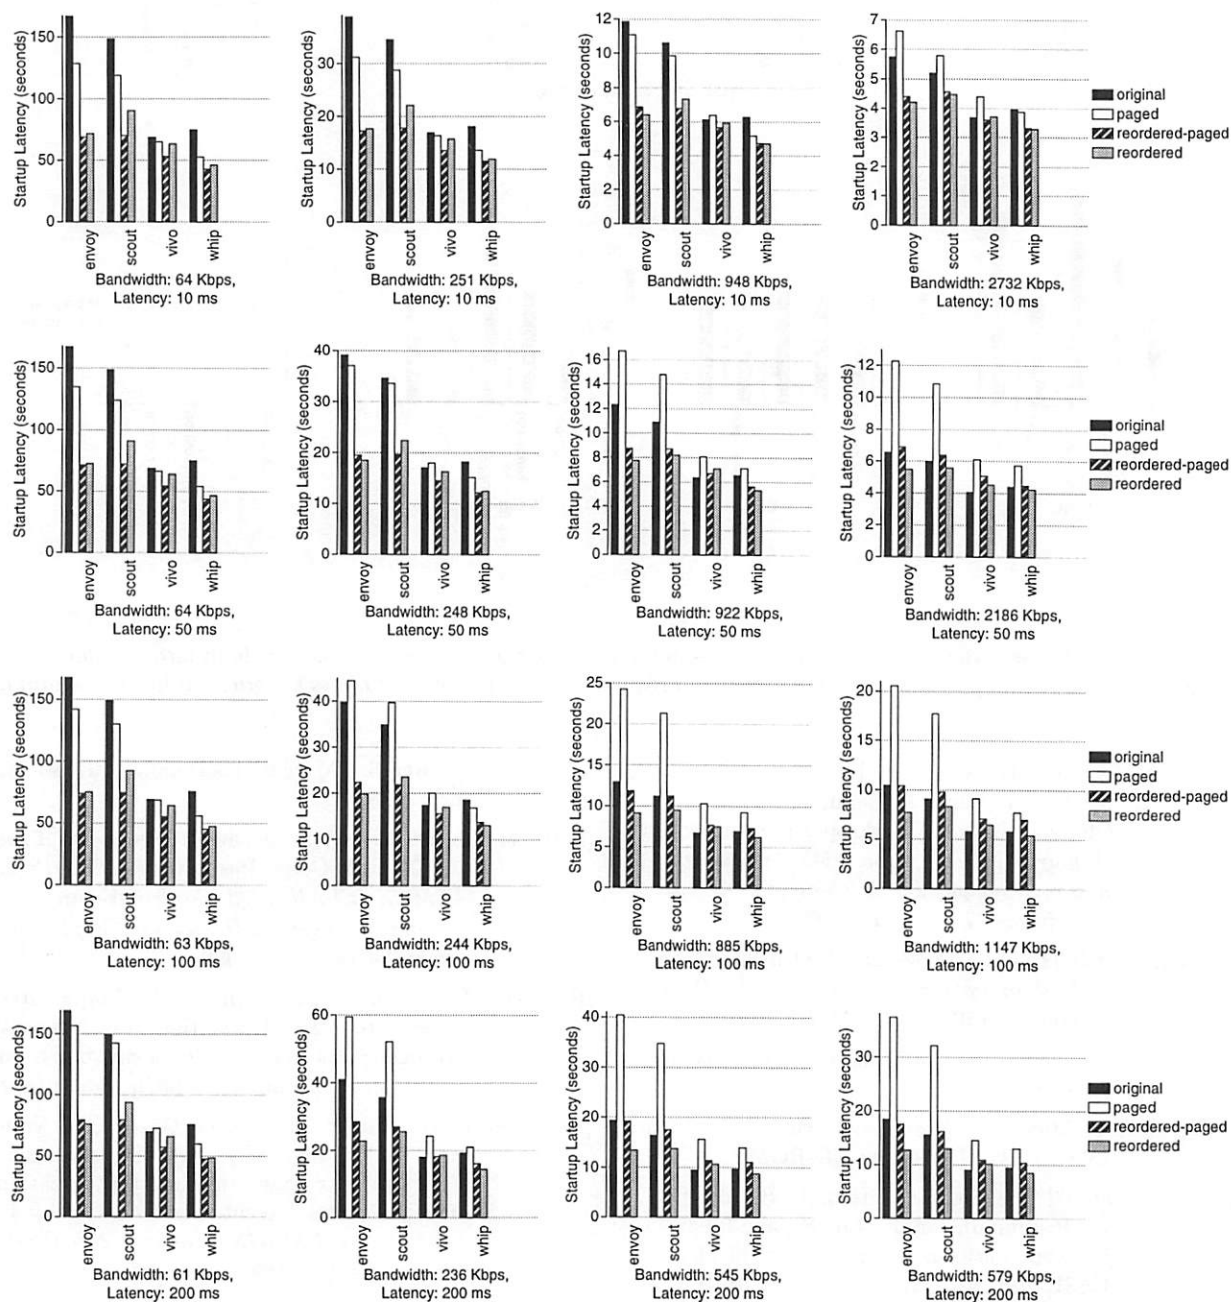 Startup Latency (seconds)
150
100
50
0
envoy
scout
vivo
whip
Bandwidth: 64 Kbps,
Latency: 10 ms
Startup Latency (seconds)
30
20
10
0
envoy
scout
vivo
whip
Bandwidth: 251 Kbps,
Latency: 10 ms
Startup Latency (seconds)
12
10
8
6
4
2
0
envoy
scout
vivo
whip
Bandwidth: 948 Kbps,
Latency: 10 ms
Startup Latency (seconds)
7
6
5
4
3
2
1
0
envoy
scout
vivo
whip
Bandwidth: 2732 Kbps,
Latency: 10 ms
original
paged
reordered-paged
reordered
Startup Latency (seconds)
150
100
50
0
envoy
scout
vivo
whip
Bandwidth: 64 Kbps,
Latency: 50 ms
Startup Latency (seconds)
40
30
20
10
0
envoy
scout
vivo
whip
Bandwidth: 248 Kbps,
Latency: 50 ms
Startup Latency (seconds)
16
14
12
10
8
6
4
2
0
envoy
scout
vivo
whip
Bandwidth: 922 Kbps,
Latency: 50 ms
Startup Latency (seconds)
12
10
8
6
4
2
0
envoy
scout
vivo
whip
Bandwidth: 2186 Kbps,
Latency: 50 ms
original
paged
reordered-paged
reordered
Startup Latency (seconds)
150
100
50
0
envoy
scout
vivo
whip
Bandwidth: 63 Kbps,
Latency: 100 ms
Startup Latency (seconds)
40
30
20
10
0
envoy
scout
vivo
whip
Bandwidth: 244 Kbps,
Latency: 100 ms
Startup Latency (seconds)
25
20
15
10
5
0
envoy
scout
vivo
whip
Bandwidth: 885 Kbps,
Latency: 100 ms
Startup Latency (seconds)
20
15
10
5
0
envoy
scout
vivo
whip
Bandwidth: 1147 Kbps,
Latency: 100 ms
original
paged
reordered-paged
reordered
Startup Latency (seconds)
150
100
50
0
envoy
scout
vivo
whip
Bandwidth: 61 Kbps,
Latency: 200 ms
Startup Latency (seconds)
60
40
20
0
envoy
scout
vivo
whip
Bandwidth: 236 Kbps,
Latency: 200 ms
Startup Latency (seconds)
40
30
20
10
0
envoy
scout
vivo
whip
Bandwidth: 545 Kbps,
Latency: 200 ms
Startup Latency (seconds)
30
20
10
0
envoy
scout
vivo
whip
Bandwidth: 579 Kbps,
Latency: 200 ms
original
paged
reordered-paged
reordered